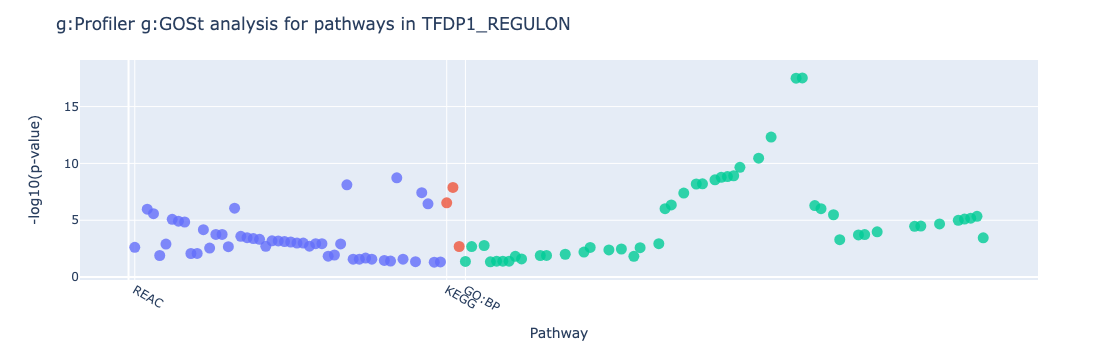 g:Profiler g:GOSt analysis for pathways in TFDP1_REGULON
-log10(p-value)
15
10
5
0
REAC
KEGG
GO:BP
Pathway